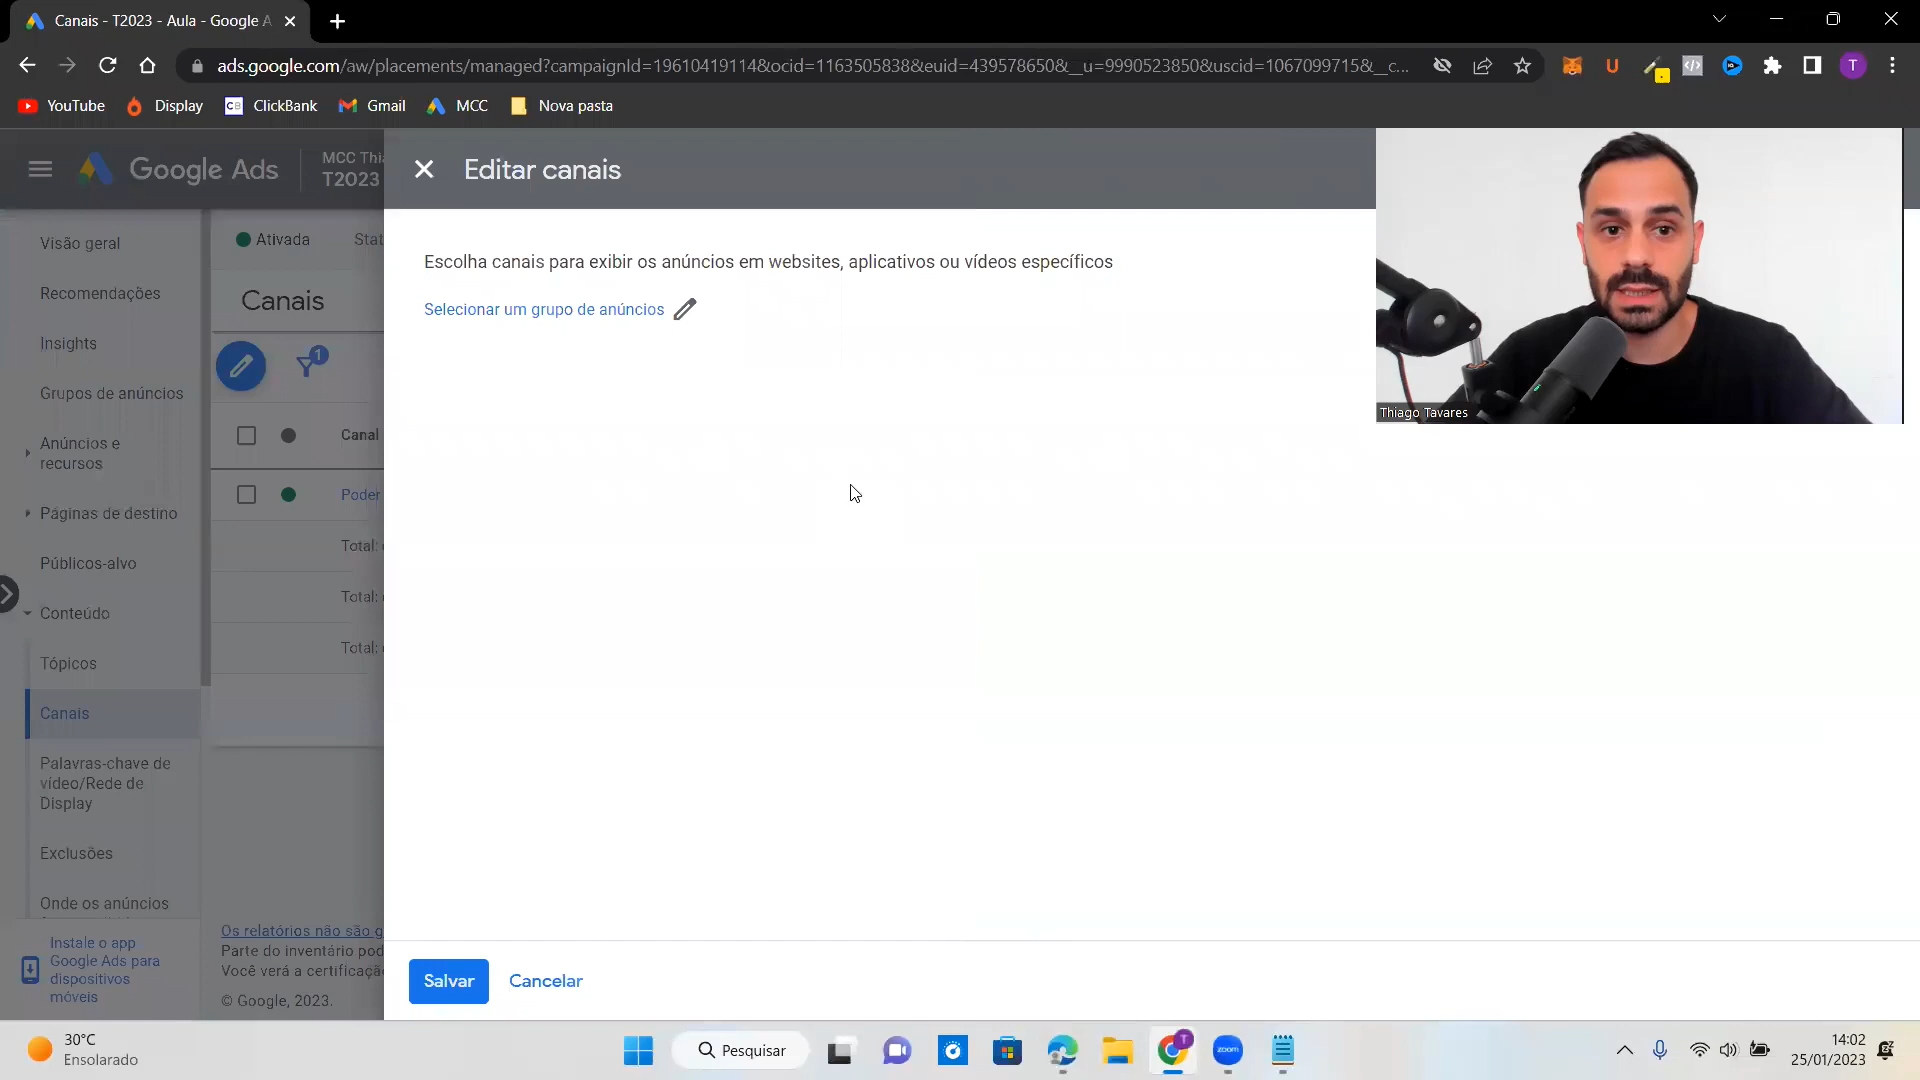 Canais - T2023 - Aula - Google A
ads.google.com/aw/placements/managed?campaignId=19610419114&ocid=1163505838&euid=439578650&__u=9990523850&uscid=1067099715&__c...
T
YouTube
Display
CB
ClickBank
Gmail
MCC
Nova pasta
Google Ads
MCC Thi
T2023
Editar canais
Visão geral
Recomendações
Insights
Grupos de anúncios
Anúncios e
recursos
Páginas de destino
Públicos-alvo
Conteúdo
Tópicos
Canais
Palavras-chave de
vídeo/Rede de
Display
Exclusões
Onde os anúncios
Instale o app
Google Ads para
dispositivos
móveis
Ativada
Stat
Canais
1
Canal
Poder
Total:
Total:
Total:
Os relatórios não são g
Parte do inventário pod
Você verá a certificaçã
© Google, 2023.
Escolha canais para exibir os anúncios em websites, aplicativos ou vídeos específicos
Selecionar um grupo de anúncios
Thiago Tavares
Salvar
Cancelar
30°C
Ensolarado
Pesquisar
T
zoom
14:02
25/01/2023